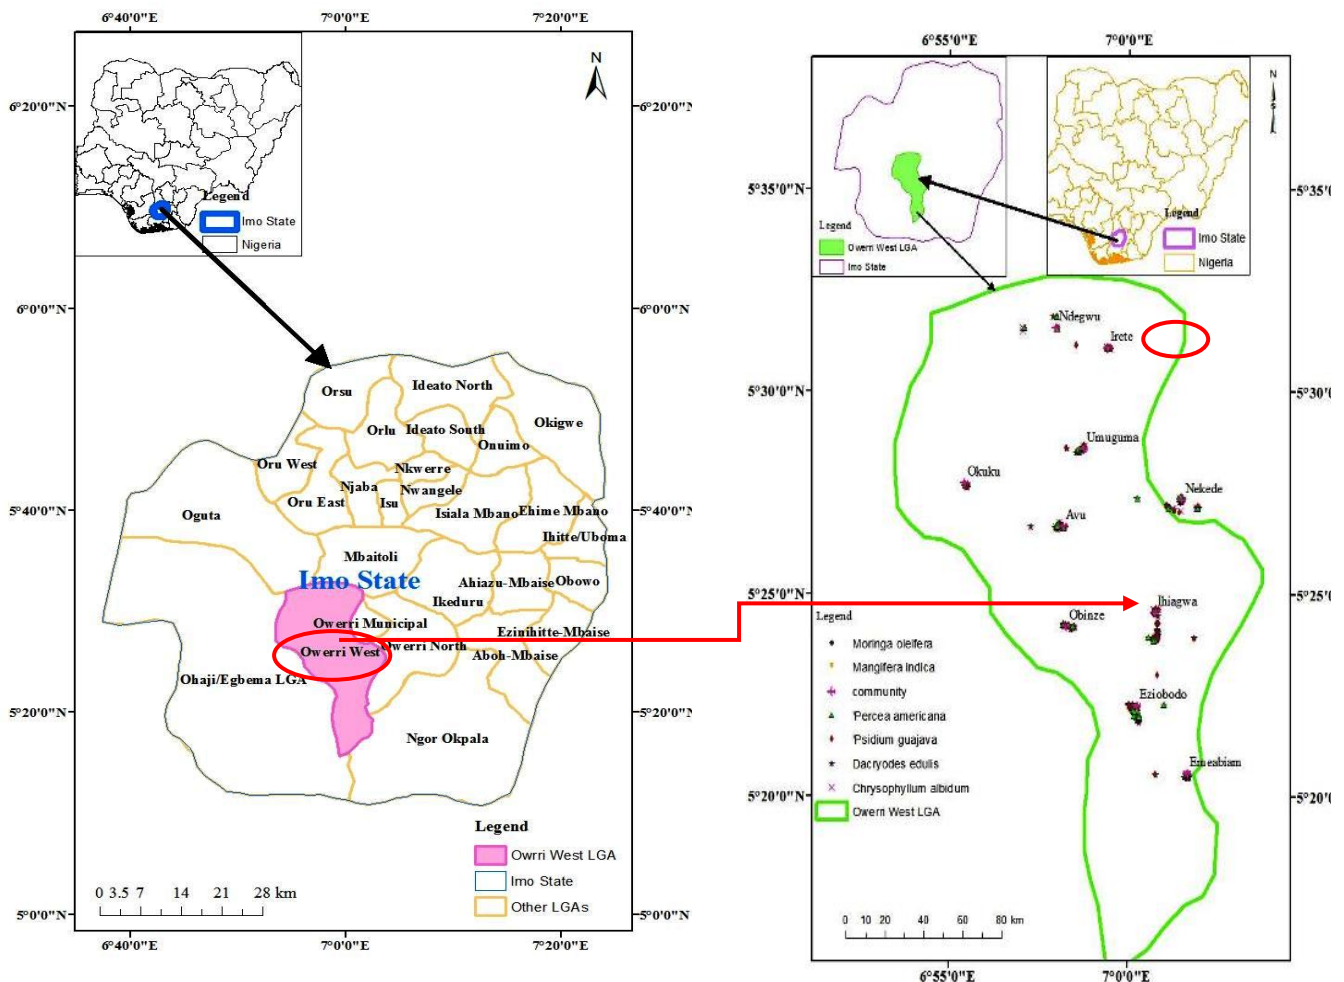 6°40'0"E
7°0'0"E
7°20'0"E
6°20'0"N
6°0'0"N
5°40'0"N
5°20'0"N
5°0'0"N
Legend
Imo State
Nigeria
N
6°20'0"N
6°0'0"N
5°40'0"N
5°20'0"N
5°0'0"N
Orsu
Ideato North
Okigwe
Orlu
Ideato South
Onuimo
Oru West
Nkwerre
Njaba
Nwangele
Oru East
Isu
Oguta
Isiala Mbano
Ehime Mbano
Ihitte/Uboma
Mbaitoli
Imo State
Ahiazu-Mbaise
Obowo
Ikeduru
Owerri Municipal
Ezinihitte-Mbaise
Owerri West
Owerri North
Aboh-Mbaise
Ohaji/Egbema LGA
Ngor Okpala
Legend
Owrri West LGA
Imo State
Other LGAs
0 3.5 7 14 21 28 km
6°40'0"E
7°0'0"E
7°20'0"E
6°55'0"E
7°0'0"E
5°35'0"N
5°30'0"N
5°25'0"N
5°20'0"N
Legend
Owerri West LGA
Imo State
Legend
Imo State
Nigeria
N
S
5°35'0"N
5°30'0"N
5°25'0"N
5°20'0"N
Ndegwu
Irete
Umuguma
Okuku
Nekede
Avu
Ihiagwa
Obinze
Eziobodo
Emeabiam
Legend
Moringa oleifera
Mangifera indica
community
'Percea americana
'Psidium guajava
Dacryodes edulis
Chrysophyllum albidum
Owerri West LGA
0 10 20 40 60 80 km
6°55'0"E
7°0'0"E